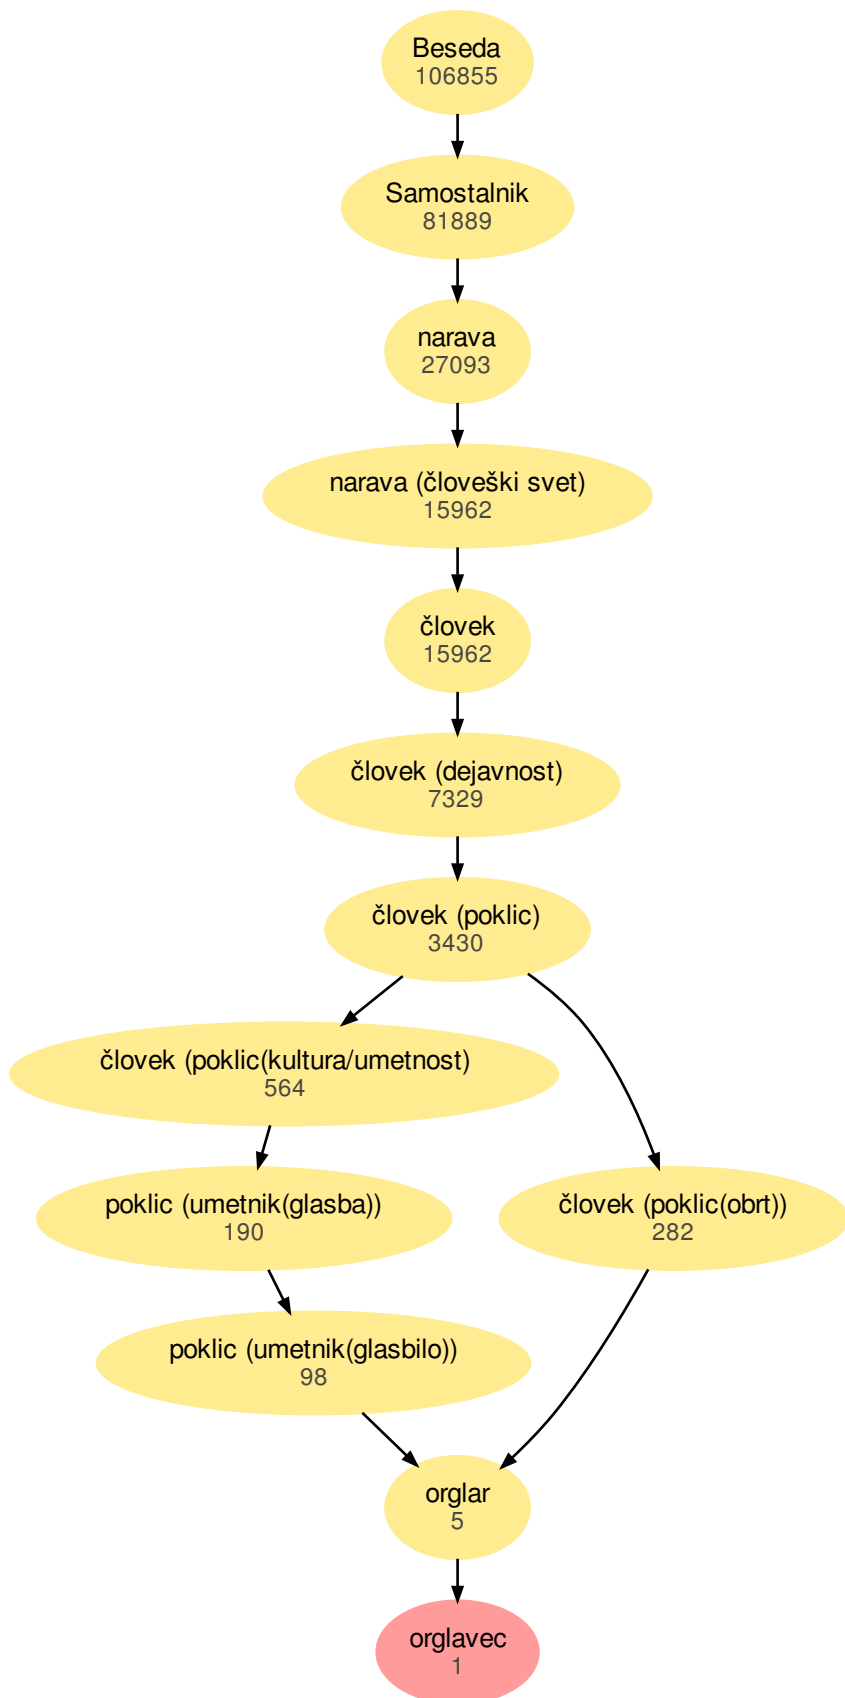 Beseda
106855
Samostalnik
81889
narava
27093
narava (človeški svet)
15962
človek
15962
človek (dejavnost)
7329
človek (poklic)
3430
človek (poklic(kultura/umetnost)
564
poklic (umetnik(glasba))
190
človek (poklic(obrt))
282
poklic (umetnik(glasbilo))
98
orglar
5
orglavec
1